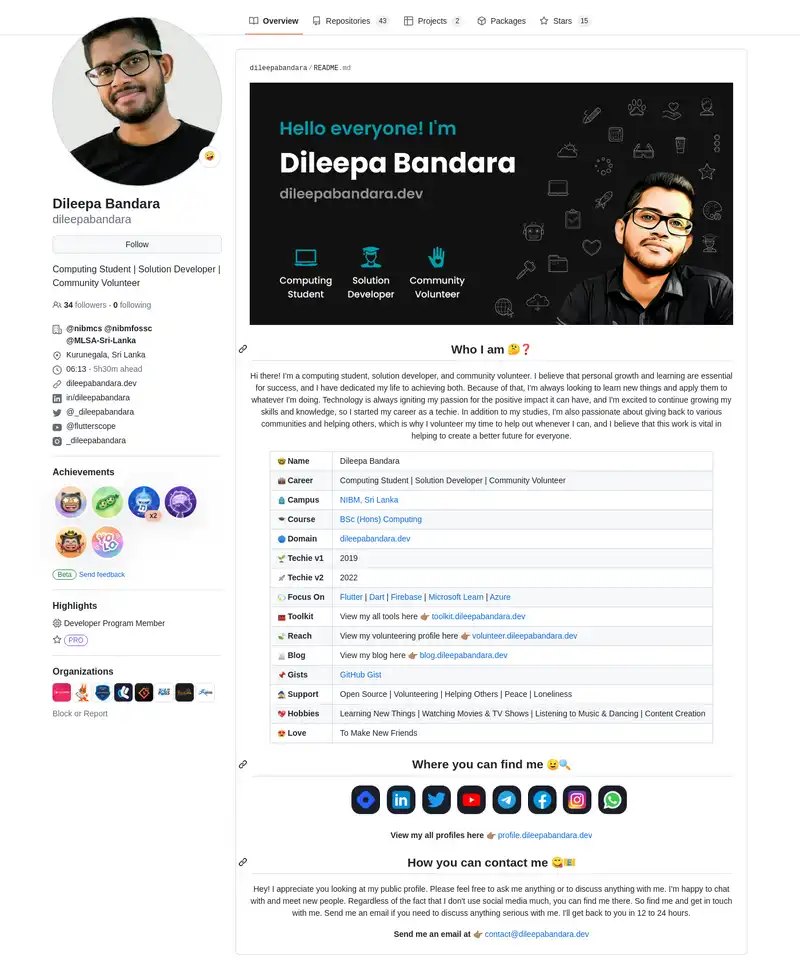 Overview
Repositories 43
Projects 2
Packages
Stars 15
Dileepa Bandara
dileepabandara
Follow
Computing Student | Solution Developer |
Community Volunteer
34 followers · 0 following
@nibmcs @nibmfossc
@MLSA-Sri-Lanka
Kurunegala, Sri Lanka
06:13 - 5h30m ahead
dileepabandara.dev
in/dileepabandara
@_dileepabandara
@flutterscope
_dileepabandara
Achievements
x2
YOLO
Beta Send feedback
Highlights
Developer Program Member
PRO
Organizations
Block or Report
dileepabandara/README.md
Hello everyone! I'm
Dileepa Bandara
dileepabandara.dev
Computing
Student
Solution
Developer
Community
Volunteer
Who I am 🤔❓
Hi there! I'm a computing student, solution developer, and community volunteer. I believe that personal growth and learning are essential
for success, and I have dedicated my life to achieving both. Because of that, I'm always looking to learn new things and apply them to
whatever I'm doing. Technology is always igniting my passion for the positive impact it can have, and I'm excited to continue growing my
skills and knowledge, so I started my career as a techie. In addition to my studies, I'm also passionate about giving back to various
communities and helping others, which is why I volunteer my time to help out whenever I can, and I believe that this work is vital in
helping to create a better future for everyone.
Name Dileepa Bandara
Career Computing Student | Solution Developer | Community Volunteer
Campus NIBM, Sri Lanka
Course BSc (Hons) Computing
Domain dileepabandara.dev
Techie v1 2019
Techie v2 2022
Focus On Flutter | Dart | Firebase | Microsoft Learn | Azure
Toolkit View my all tools here 👉🏽 toolkit.dileepabandara.dev
Reach View my volunteering profile here 👉🏽 volunteer.dileepabandara.dev
Blog View my blog here 👉🏽 blog.dileepabandara.dev
Gists GitHub Gist
Support Open Source | Volunteering | Helping Others | Peace | Loneliness
Hobbies Learning New Things | Watching Movies & TV Shows | Listening to Music & Dancing | Content Creation
Love To Make New Friends
Where you can find me 😉🔍
View my all profiles here 👉🏽 profile.dileepabandara.dev
How you can contact me 😋📧
Hey! I appreciate you looking at my public profile. Please feel free to ask me anything or to discuss anything with me. I'm happy to chat
with and meet new people. Regardless of the fact that I don't use social media much, you can find me there. So find me and get in touch
with me. Send me an email if you need to discuss anything serious with me. I'll get back to you in 12 to 24 hours.
Send me an email at 👉🏽 contact@dileepabandara.dev